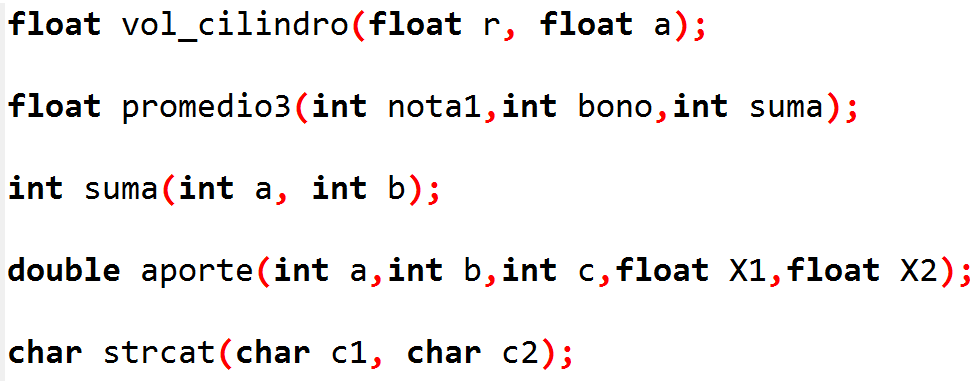 float vol_cilindro(float r, float a);
float promedio3(int nota1,int bono,int suma);
int suma(int a, int b);
double aporte(int a,int b,int c,float X1,float X2);
char strcat(char c1, char c2);